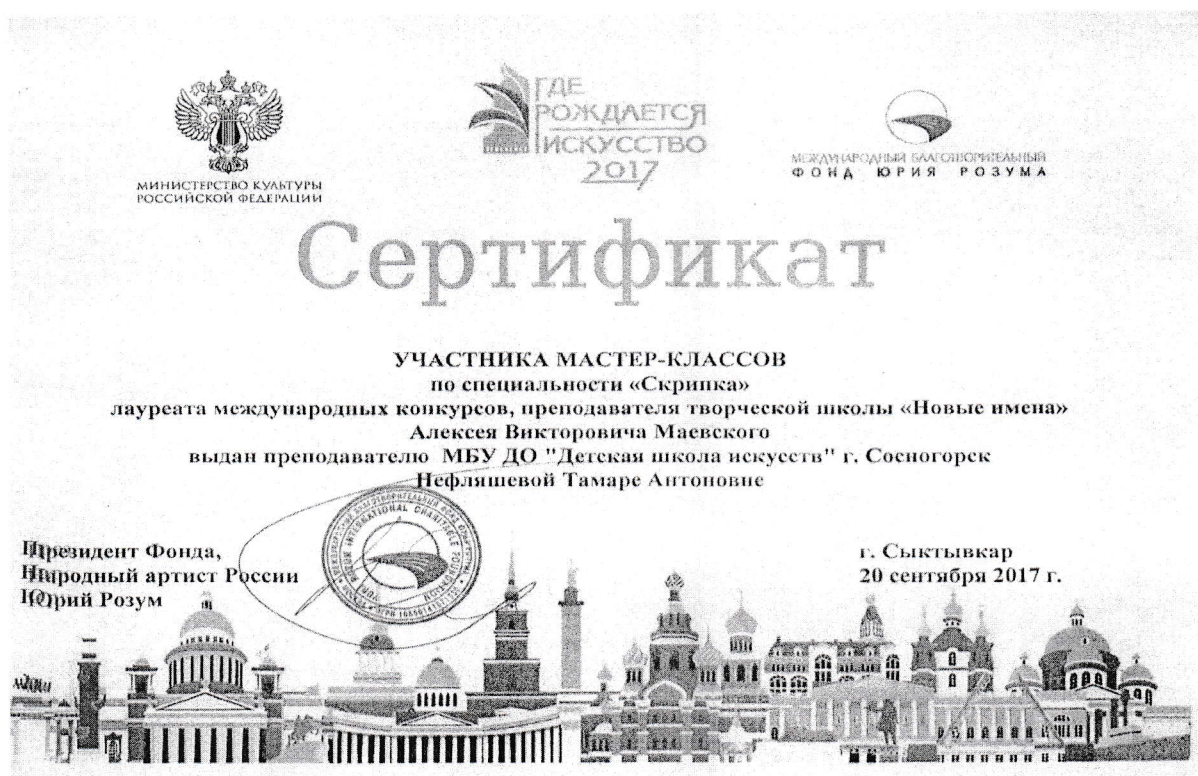 МИНИСТЕРСТВО КУЛЬТУРЫ
РОССИЙСКОЙ ФЕДЕРАЦИИ
ГДЕ
РОЖДАЕТСЯ
ИСКУССТВО
2017
МЕЖДУНАРОДНЫЙ БЛАГОТВОРИТЕЛЬНЫЙ
ФОНД ЮРИЯ РОЗУМА
Сертификат
УЧАСТНИКА МАСТЕР-КЛАССОВ
по специальности «Скрипка»
лауреата международных конкурсов, преподавателя творческой школы «Новые имена»
Алексея Викторовича Маевского
выдан преподавателю МБУ ДО "Детская школа искусств" г. Сосногорск
Нефляшевой Тамаре Антоновне
Президент Фонда,
Народный артист России
Юрий Розум
INTERNATIONAL CHARITABLE
г. Сыктывкар
20 сентября 2017 г.